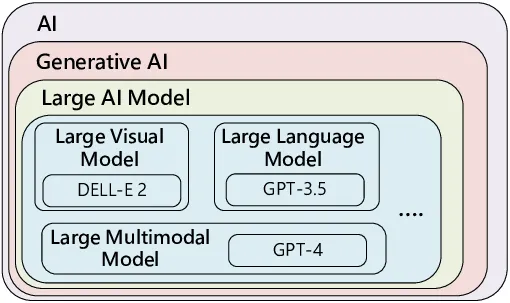 AI
Generative AI
Large AI Model
Large Visual
Model
DELL-E 2
Large Language
Model
GPT-3.5
....
Large Multimodal
Model
GPT-4